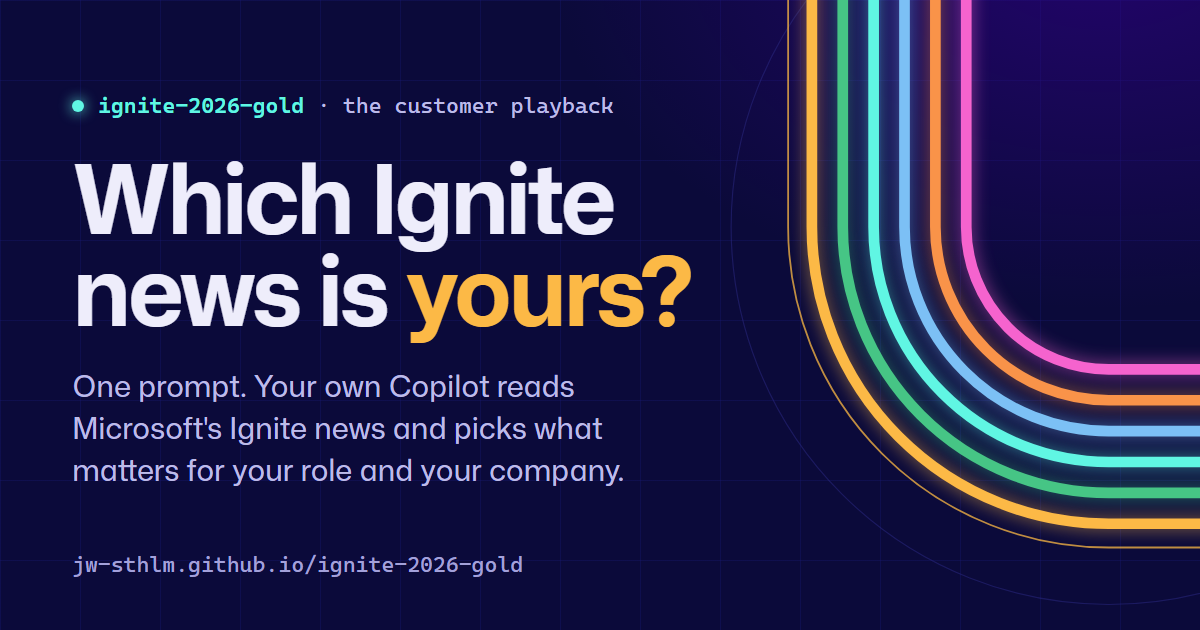 ignite-2026-gold · the customer playback
Which Ignite
news is yours?
One prompt. Your own Copilot reads
Microsoft's Ignite news and picks what
matters for your role and your company.
jw-sthlm.github.io/ignite-2026-gold